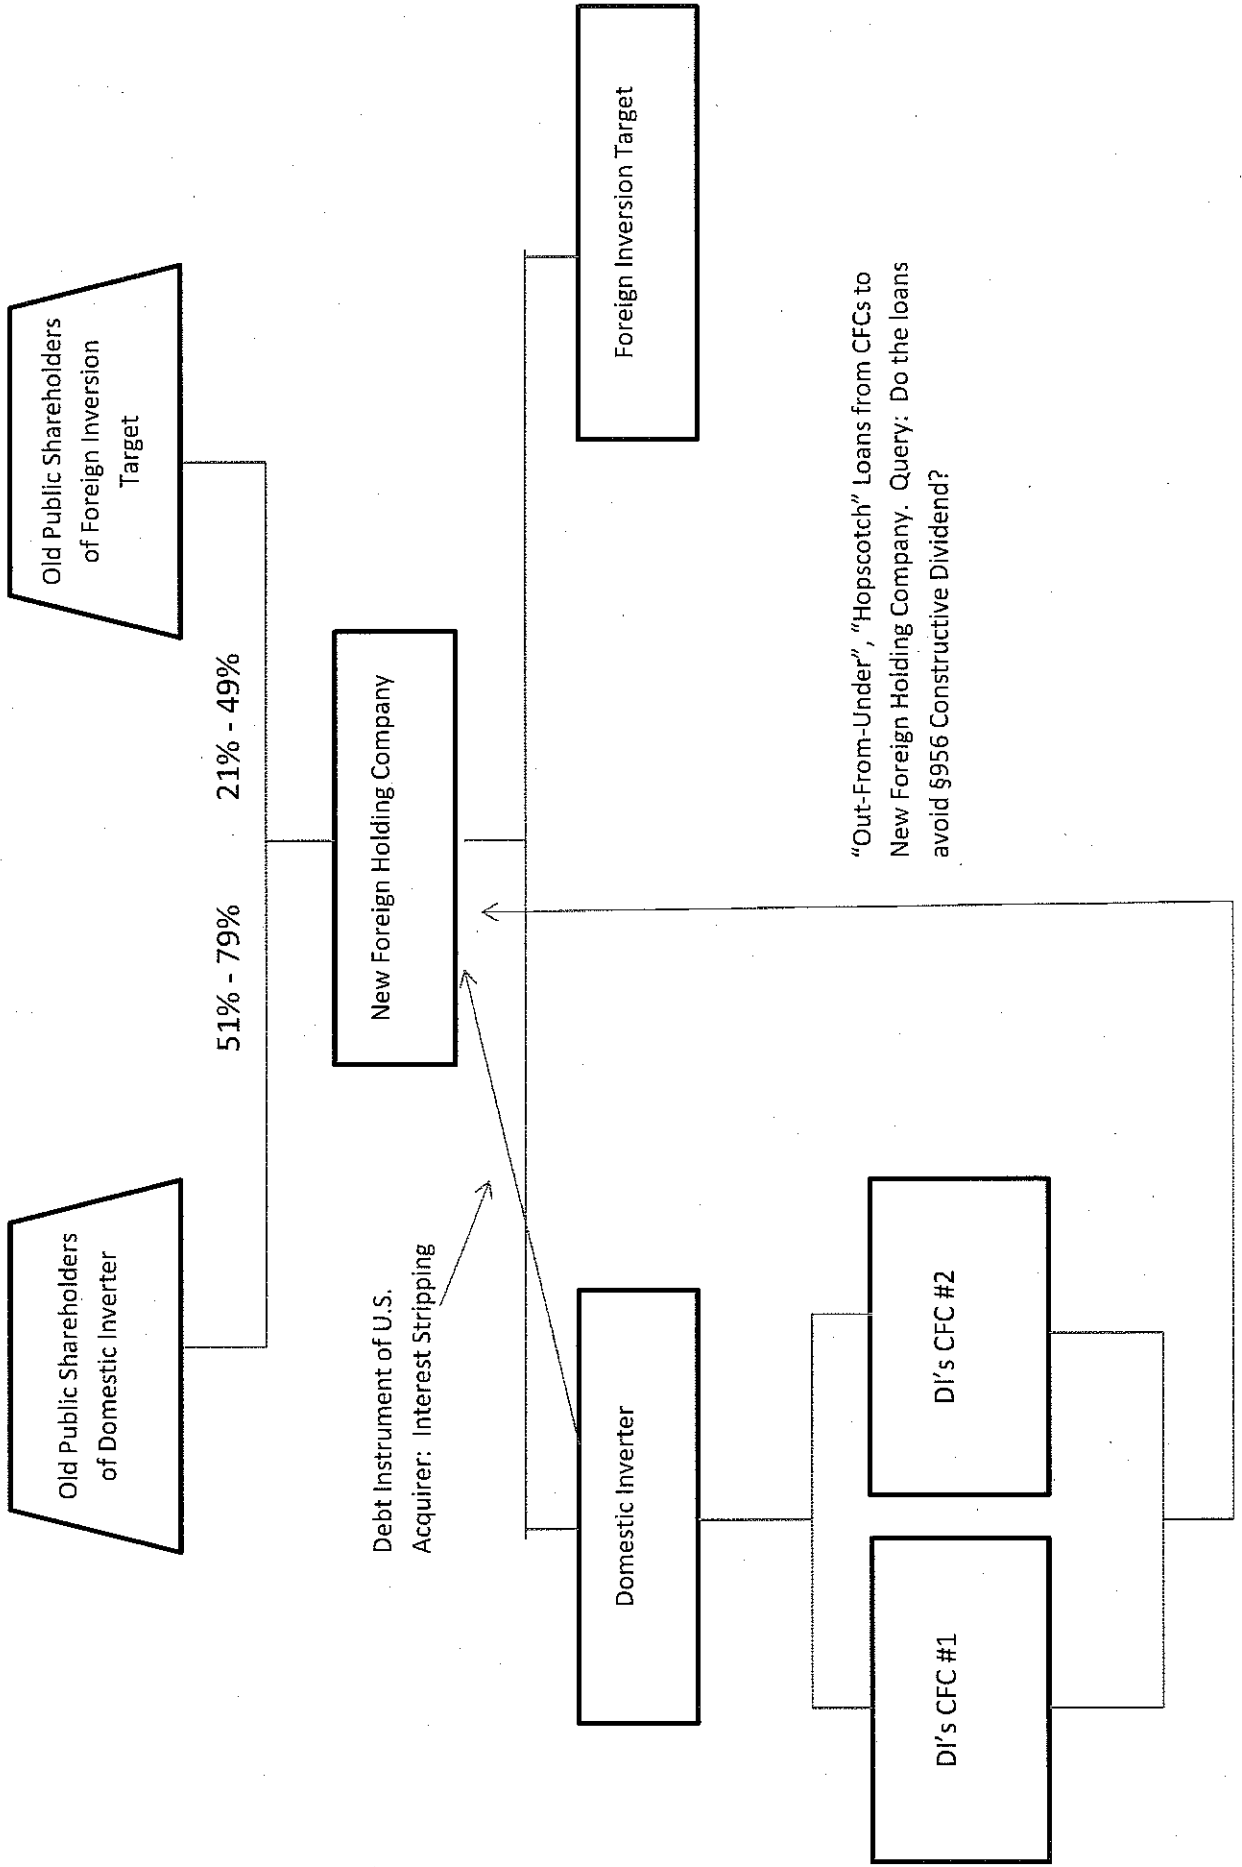 Old Public Shareholders
of Domestic Inverter
Old Public Shareholders
of Foreign Inversion
Target
51% - 79%
21% - 49%
New Foreign Holding Company
Debt Instrument of U.S.
Acquirer: Interest Stripping
Domestic Inverter
Foreign Inversion Target
DI's CFC #1
DI's CFC #2
"Out-From-Under", "Hopscotch" Loans from CFCs to
New Foreign Holding Company. Query: Do the loans
avoid §956 Constructive Dividend?